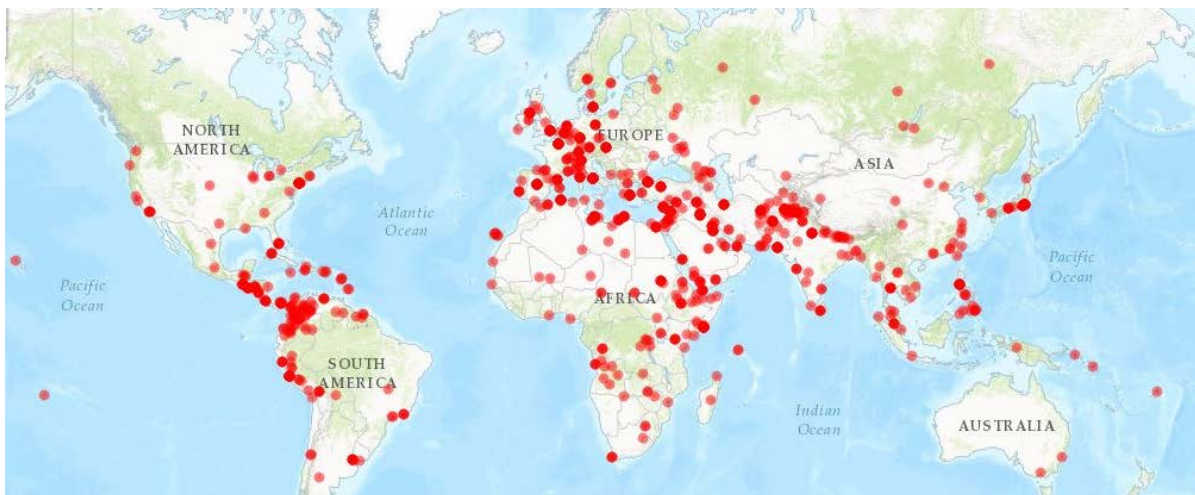 NORTH
AMERICA
EUROPE
ASIA
Atlantic
Ocean
Pacific
Ocean
Pacific
Ocean
AFRICA
SOUTH
AMERICA
Indian
Ocean
AUSTRALIA